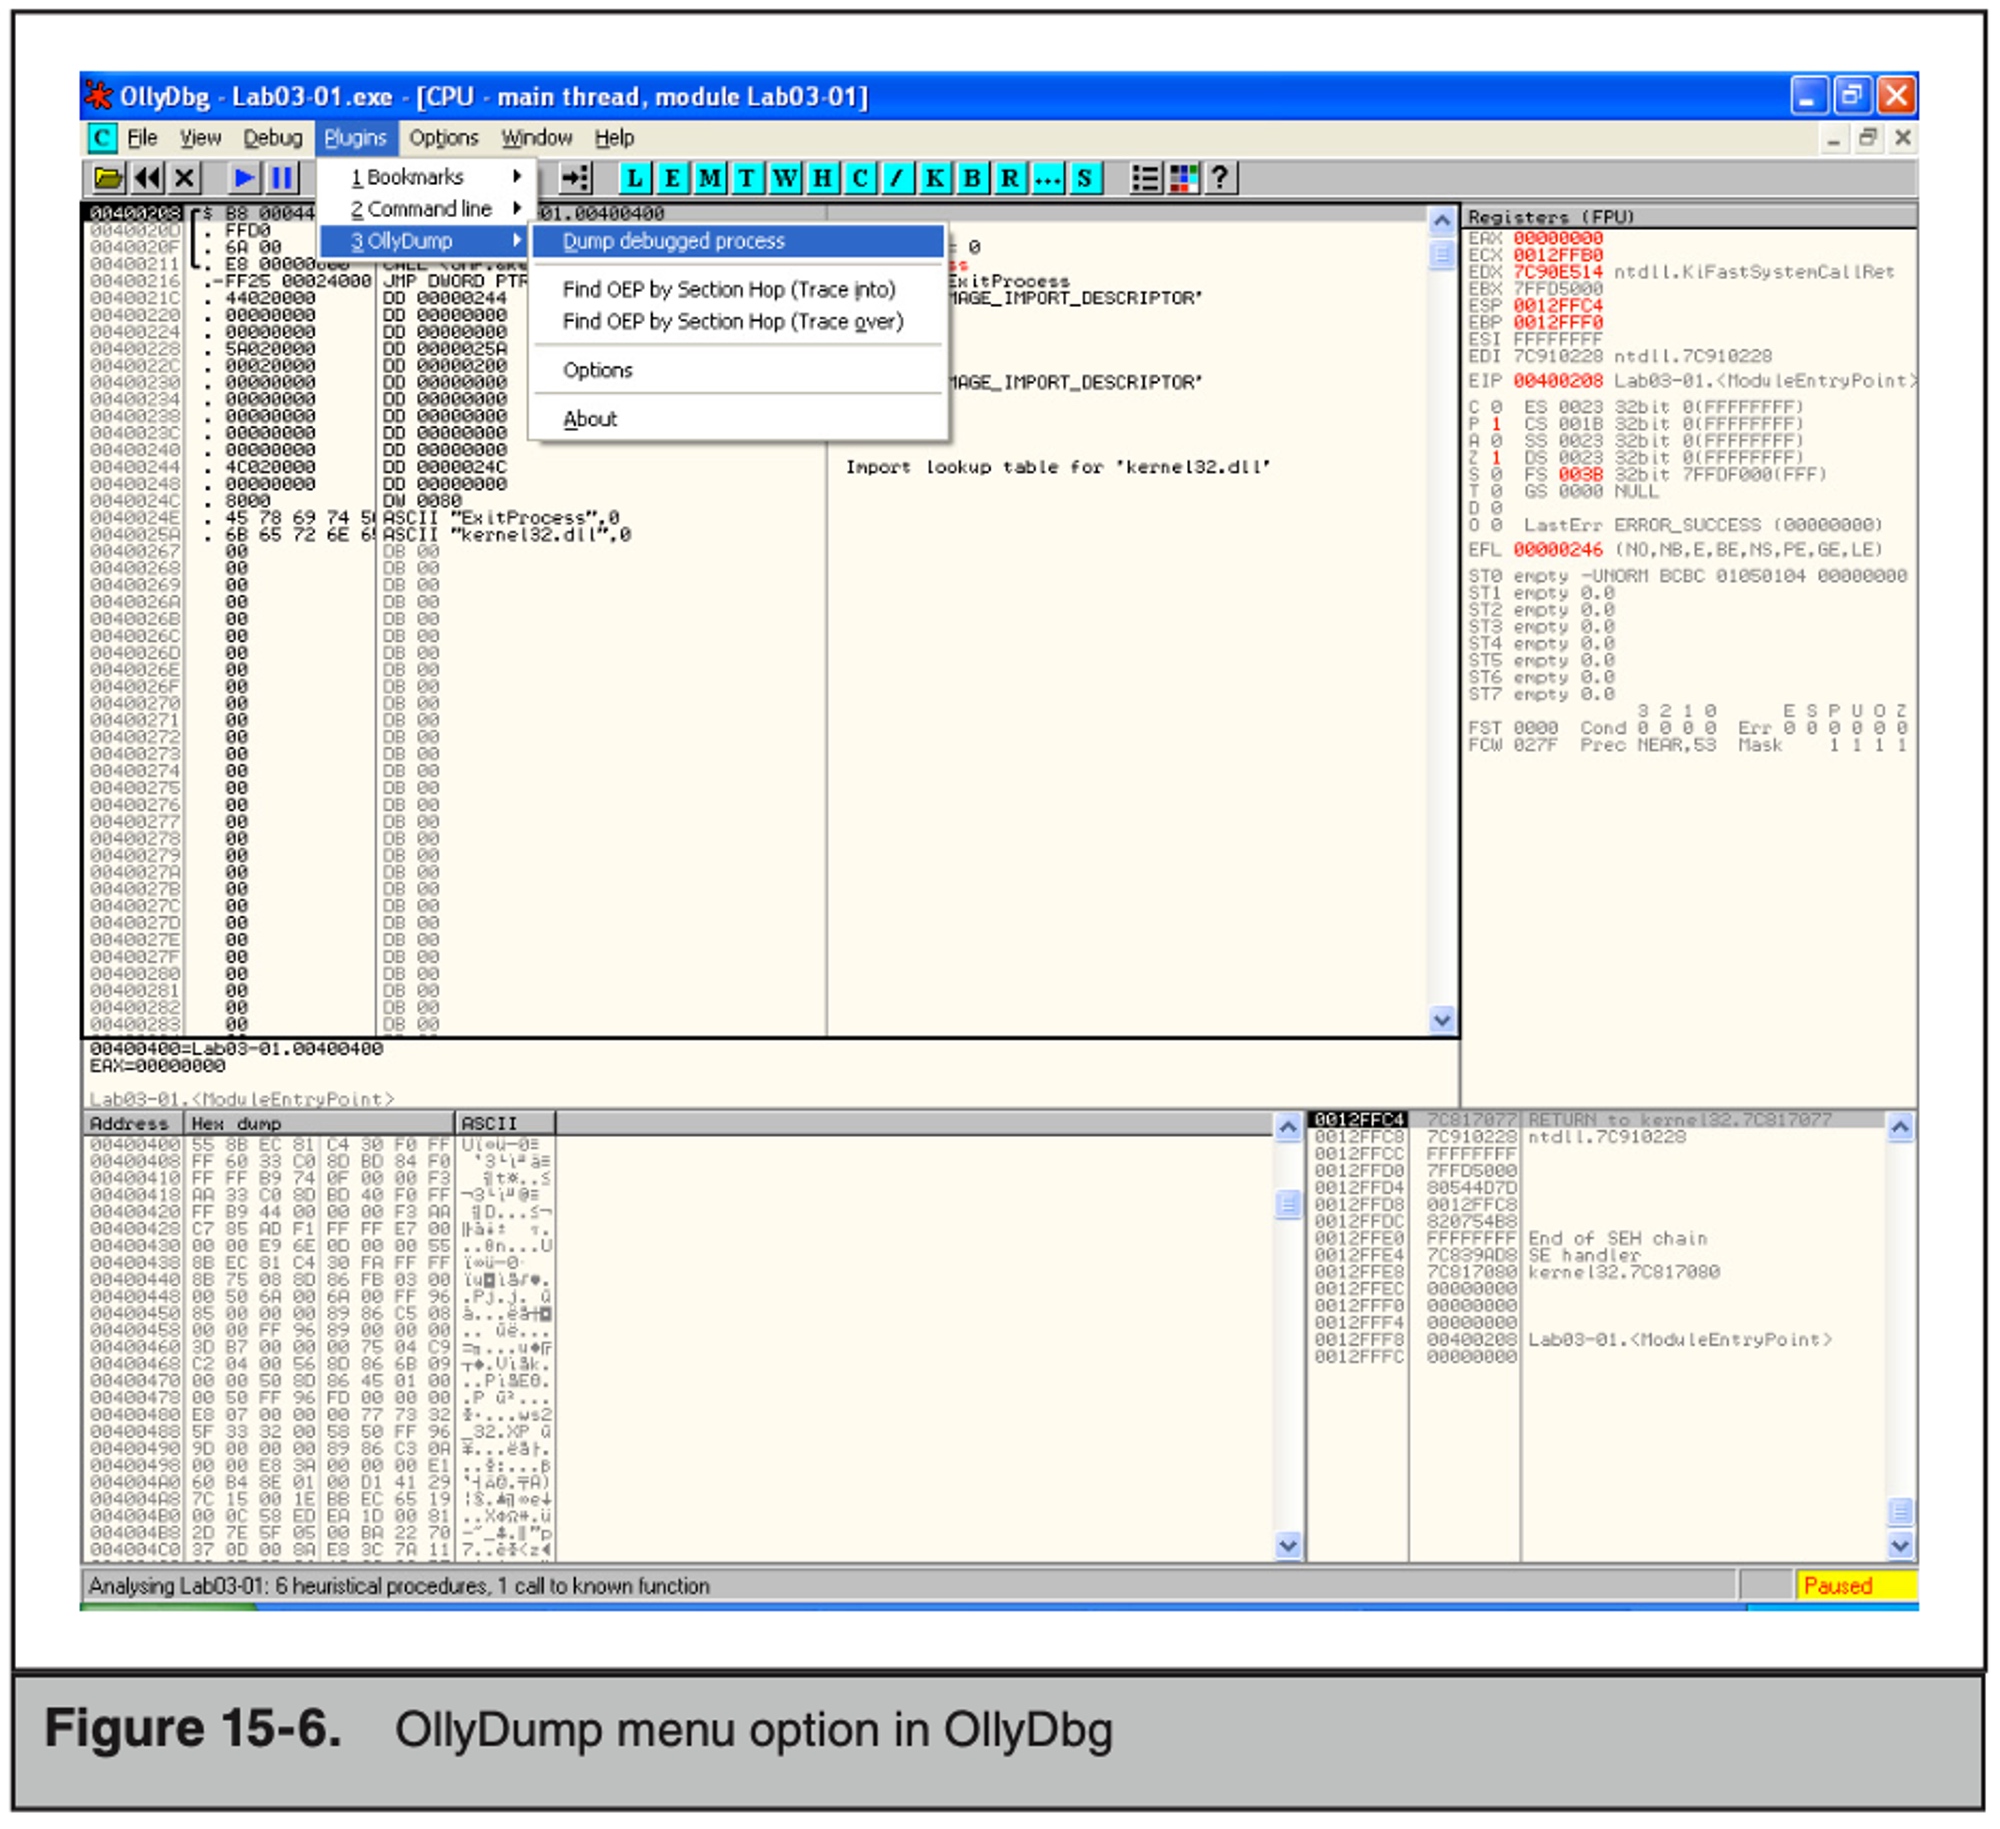 OllyDbg - Lab03-01.exe - [CPU - main thread, module Lab03-01]
C File View Debug Plugins Options Window Help
L E M T W H C / K B R ... S ?
1 Bookmarks
2 Command line
3 OllyDump
Dump debugged process
Find OEP by Section Hop (Trace into)
Find OEP by Section Hop (Trace over)
Options
About
00400208 $ B8 00044 01.00400400
0040020D . FFD0
0040020F . 6A 00 = 0
00400211 . E8 00000000
00400216 .-FF25 00024000 JMP DWORD PTR ExitProcess
0040021C . 44020000 DD 00000244 MAGE_IMPORT_DESCRIPTOR'
00400220 . 00000000 DD 00000000
00400224 . 00000000 DD 00000000
00400228 . 5A020000 DD 0000025A
0040022C . 00020000 DD 00000200
00400230 . 00000000 DD 00000000 MAGE_IMPORT_DESCRIPTOR'
00400234 . 00000000 DD 00000000
00400238 . 00000000 DD 00000000
0040023C . 00000000 DD 00000000
00400240 . 00000000 DD 00000000
00400244 . 4C020000 DD 0000024C Import lookup table for 'kernel32.dll'
00400248 . 00000000 DD 00000000
0040024C . 8000 DW 0080
0040024E . 45 78 69 74 5 ASCII "ExitProcess",0
0040025A . 6B 65 72 6E 6 ASCII "kernel32.dll",0
00400267 00 DB 00
00400268 00 DB 00
00400269 00 DB 00
0040026A 00 DB 00
0040026B 00 DB 00
0040026C 00 DB 00
0040026D 00 DB 00
0040026E 00 DB 00
0040026F 00 DB 00
00400270 00 DB 00
00400271 00 DB 00
00400272 00 DB 00
00400273 00 DB 00
00400274 00 DB 00
00400275 00 DB 00
00400276 00 DB 00
00400277 00 DB 00
00400278 00 DB 00
00400279 00 DB 00
0040027A 00 DB 00
0040027B 00 DB 00
0040027C 00 DB 00
0040027D 00 DB 00
0040027E 00 DB 00
0040027F 00 DB 00
00400280 00 DB 00
00400281 00 DB 00
00400282 00 DB 00
00400283 00 DB 00
00400400=Lab03-01.00400400
EAX=00000000
Lab03-01.<ModuleEntryPoint>
Registers (FPU)
EAX 00000000
ECX 0012FFB0
EDX 7C90E514 ntdll.KiFastSystemCallRet
EBX 7FFD5000
ESP 0012FFC4
EBP 0012FFF0
ESI FFFFFFFF
EDI 7C910228 ntdll.7C910228
EIP 00400208 Lab03-01.<ModuleEntryPoint>
C 0 ES 0023 32bit 0(FFFFFFFF)
P 1 CS 001B 32bit 0(FFFFFFFF)
A 0 SS 0023 32bit 0(FFFFFFFF)
Z 1 DS 0023 32bit 0(FFFFFFFF)
S 0 FS 003B 32bit 7FFDF000(FFF)
T 0 GS 0000 NULL
D 0
O 0 LastErr ERROR_SUCCESS (00000000)
EFL 00000246 (NO,NB,E,BE,NS,PE,GE,LE)
ST0 empty -UNORM BCBC 01050104 00000000
ST1 empty 0.0
ST2 empty 0.0
ST3 empty 0.0
ST4 empty 0.0
ST5 empty 0.0
ST6 empty 0.0
ST7 empty 0.0
3 2 1 0 E S P U O Z
FST 0000 Cond 0 0 0 0 Err 0 0 0 0 0 0
FCW 027F Prec NEAR,53 Mask 1 1 1 1
Address Hex dump ASCII
00400400 55 8B EC 81 C4 30 F0 FF
00400408 FF 60 33 C0 8D BD 84 F0
00400410 FF FF B9 74 0F 00 00 F3
00400418 AA 33 C0 8D BD 40 F0 FF
00400420 FF B9 44 00 00 00 F3 AA
00400428 C7 85 AD F1 FF FF E7 00
00400430 00 00 E9 6E 0D 00 00 55
00400438 8B EC 81 C4 30 FA FF FF
00400440 8B 75 08 8D 86 FB 03 00
00400448 00 50 6A 00 6A 00 FF 96
00400450 85 00 00 00 89 86 C5 08
00400458 00 00 FF 96 89 00 00 00
00400460 3D B7 00 00 00 75 04 C9
00400468 C2 04 00 56 8D 86 6B 09
00400470 00 00 50 8D 86 45 01 00
00400478 00 50 FF 96 FD 00 00 00
00400480 E8 07 00 00 00 77 73 32
00400488 5F 33 32 00 58 50 FF 96
00400490 9D 00 00 00 89 86 C3 0A
00400498 00 00 E8 3A 00 00 00 E1
004004A0 60 B4 8E 01 00 D1 41 29
004004A8 7C 15 00 1E BB EC 65 19
004004B0 00 0C 58 ED EA 1D 00 81
004004B8 2D 7E 5F 05 00 BA 22 70
004004C0 37 0D 00 8A E8 3C 7A 11
0012FFC4 7C817077 RETURN to kernel32.7C817077
0012FFC8 7C910228 ntdll.7C910228
0012FFCC FFFFFFFF
0012FFD0 7FFD5000
0012FFD4 80544D7D
0012FFD8 0012FFC8
0012FFDC 820754B8
0012FFE0 FFFFFFFF End of SEH chain
0012FFE4 7C839AD8 SE handler
0012FFE8 7C817080 kernel32.7C817080
0012FFEC 00000000
0012FFF0 00000000
0012FFF4 00000000
0012FFF8 00400208 Lab03-01.<ModuleEntryPoint>
0012FFFC 00000000
Analysing Lab03-01: 6 heuristical procedures, 1 call to known function
Paused
Figure 15-6. OllyDump menu option in OllyDbg